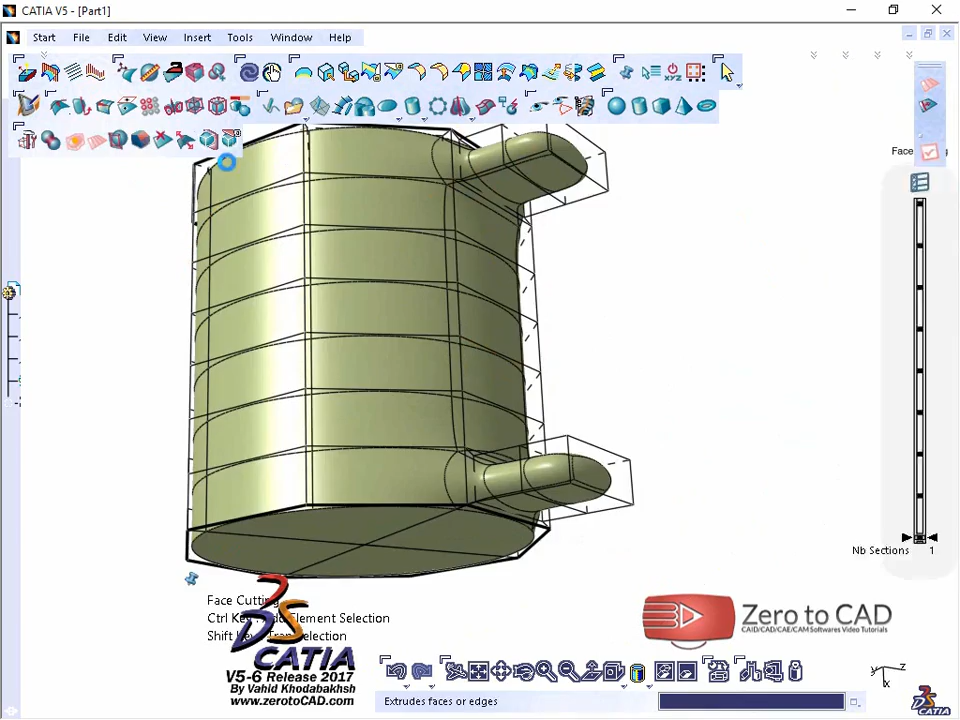 CATIA V5 - [Part1]
Start File Edit View Insert Tools Window Help
Face
Nb Sections 1
Face Cutting
Ctrl Key
Element Selection
Shift Key
Selection
CATIA
V5-6 Release 2017
By Vahid Khodabakhsh
www.zerotoCAD.com
Zero to CAD
CAID/CAD/CAE/CAM Softwares Video Tutorials
y z
x
Extrudes faces or edges
CATIA